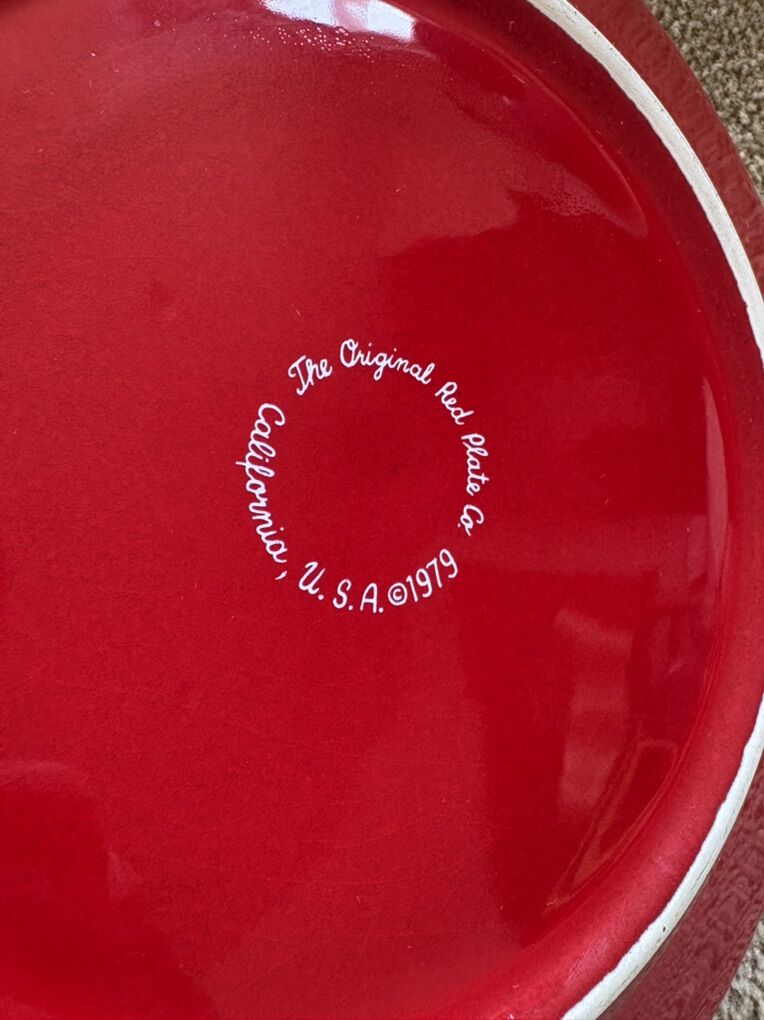 The Original Red Plate Co.
California, U.S.A. ©1979